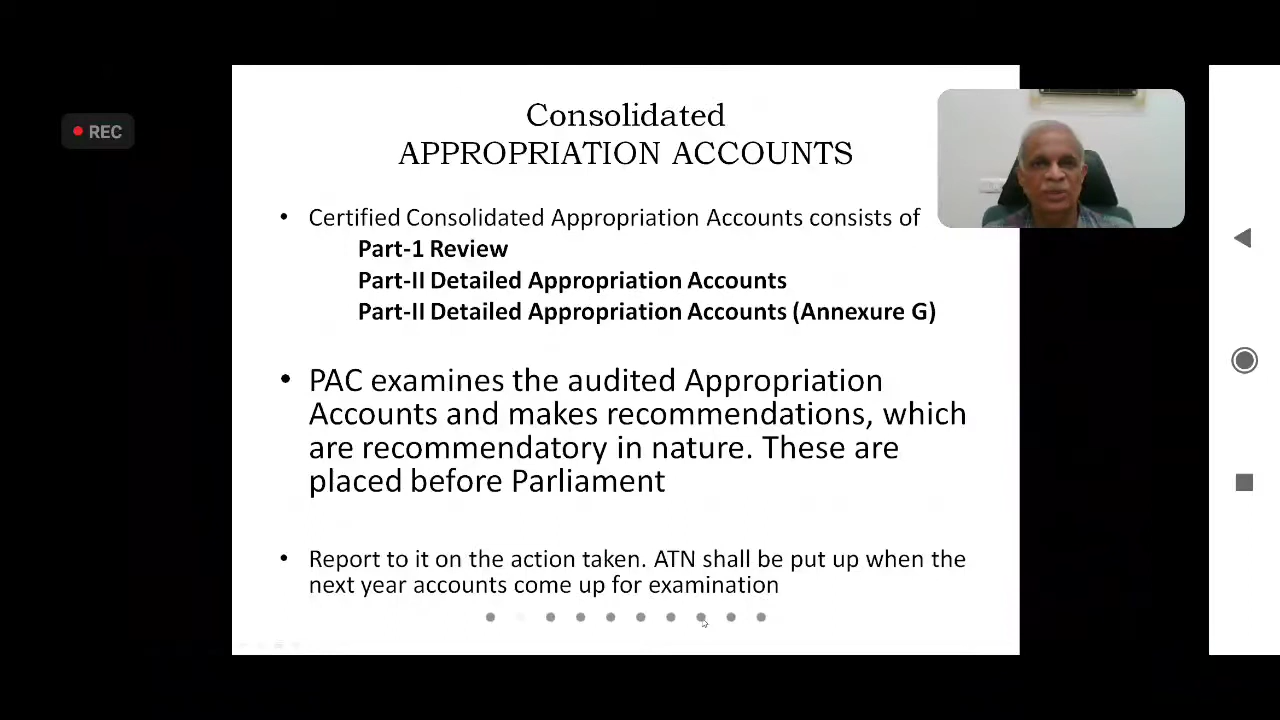 REC
Consolidated
APPROPRIATION ACCOUNTS
• Certified Consolidated Appropriation Accounts consists of
Part-1 Review
Part-II Detailed Appropriation Accounts
Part-II Detailed Appropriation Accounts (Annexure G)
• PAC examines the audited Appropriation
Accounts and makes recommendations, which
are recommendatory in nature. These are
placed before Parliament
• Report to it on the action taken. ATN shall be put up when the
next year accounts come up for examination